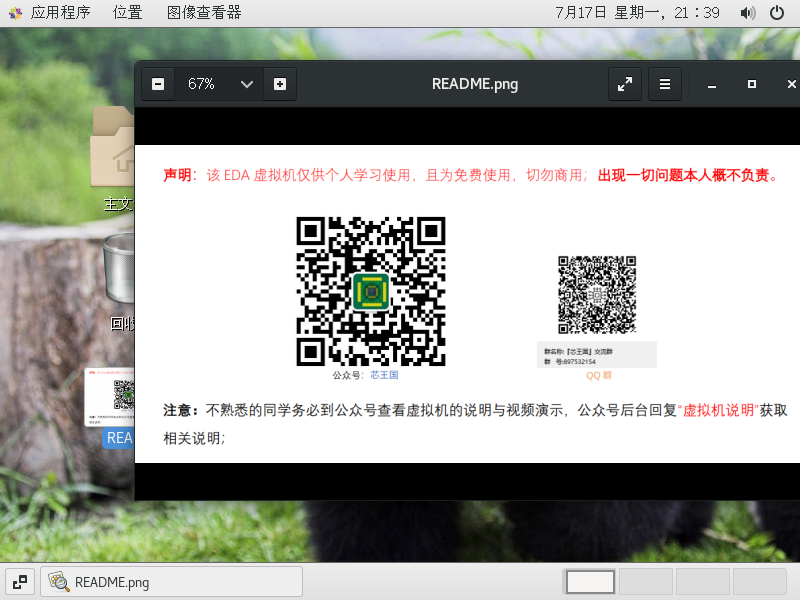 应用程序 位置 图像查看器 7月17日 星期一，21：39
67% README.png
声明：该 EDA 虚拟机仅供个人学习使用，且为免费使用，切勿商用；出现一切问题本人概不负责。
主文
回收
群名称:『芯王国』交流群
群 号:897532154
公众号：芯王国
QQ 群
注意：不熟悉的同学务必到公众号查看虚拟机的说明与视频演示，公众号后台回复“虚拟机说明”获取
相关说明；
REA
README.png